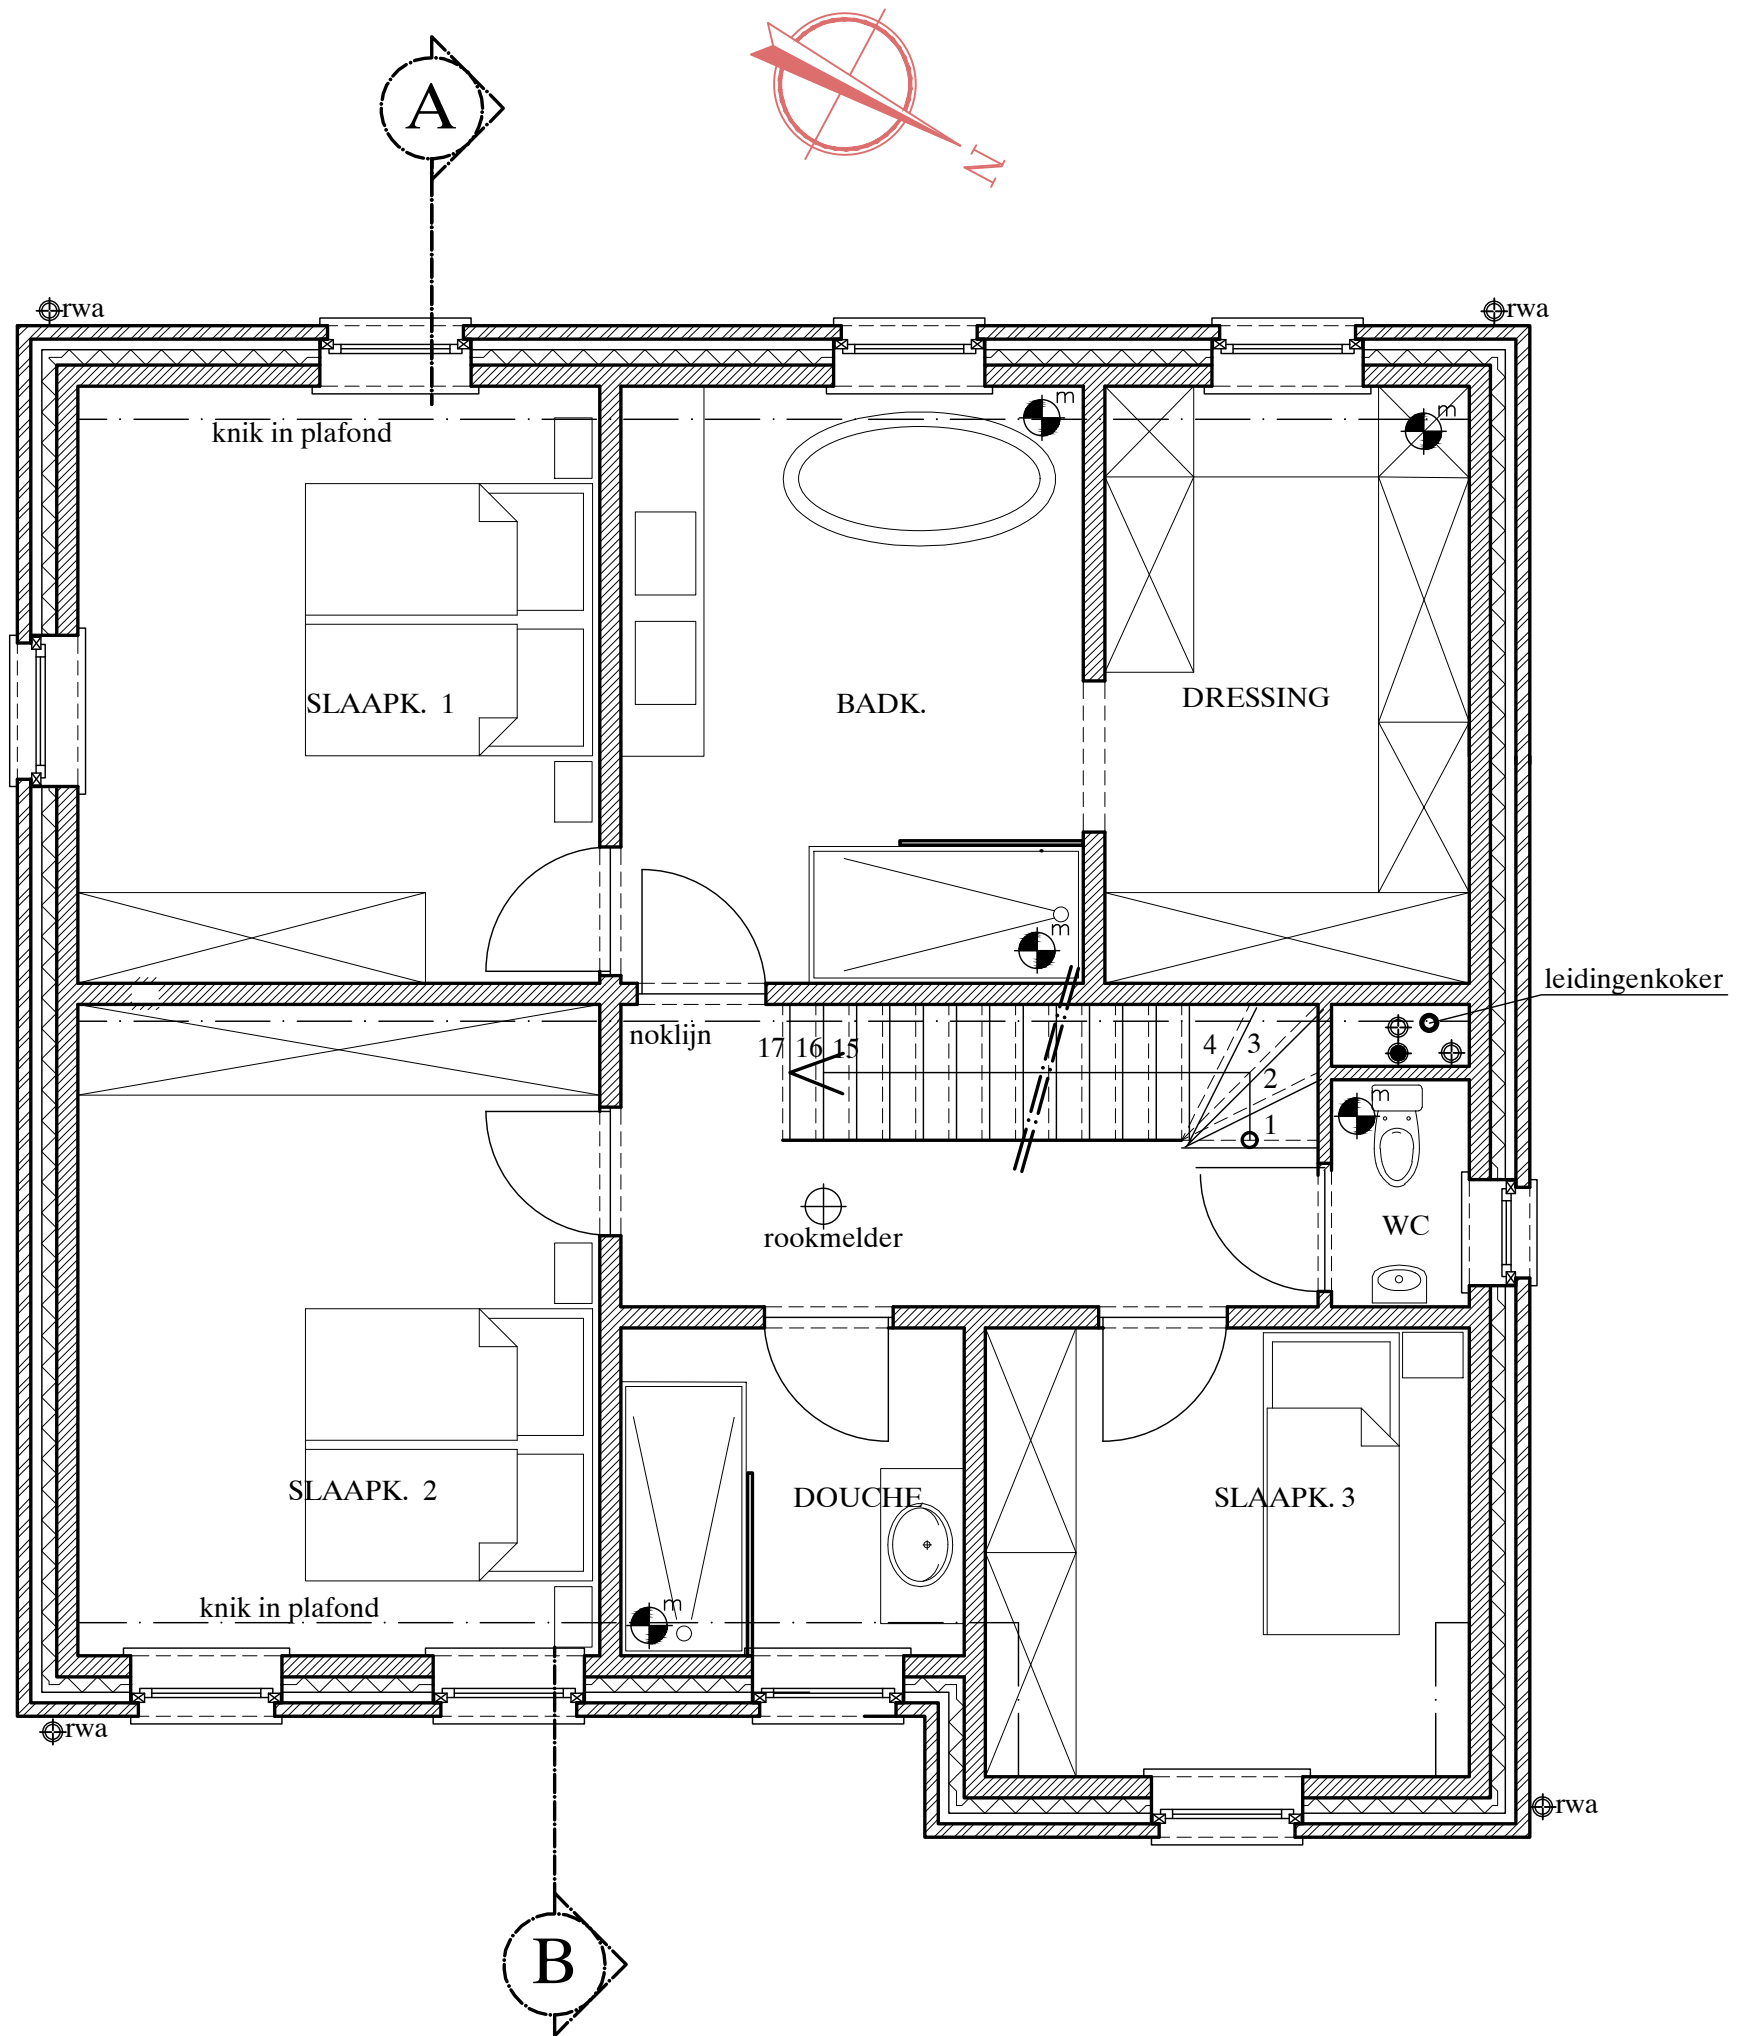 A
N
rwa
rwa
m
m
knik in plafond
SLAAPK. 1
BADK.
DRESSING
m
leidingenkoker
noklijn
17 16 15
4 3
2
1
m
rookmelder
WC
SLAAPK. 2
DOUCHE
SLAAPK. 3
knik in plafond
m
rwa
rwa
B